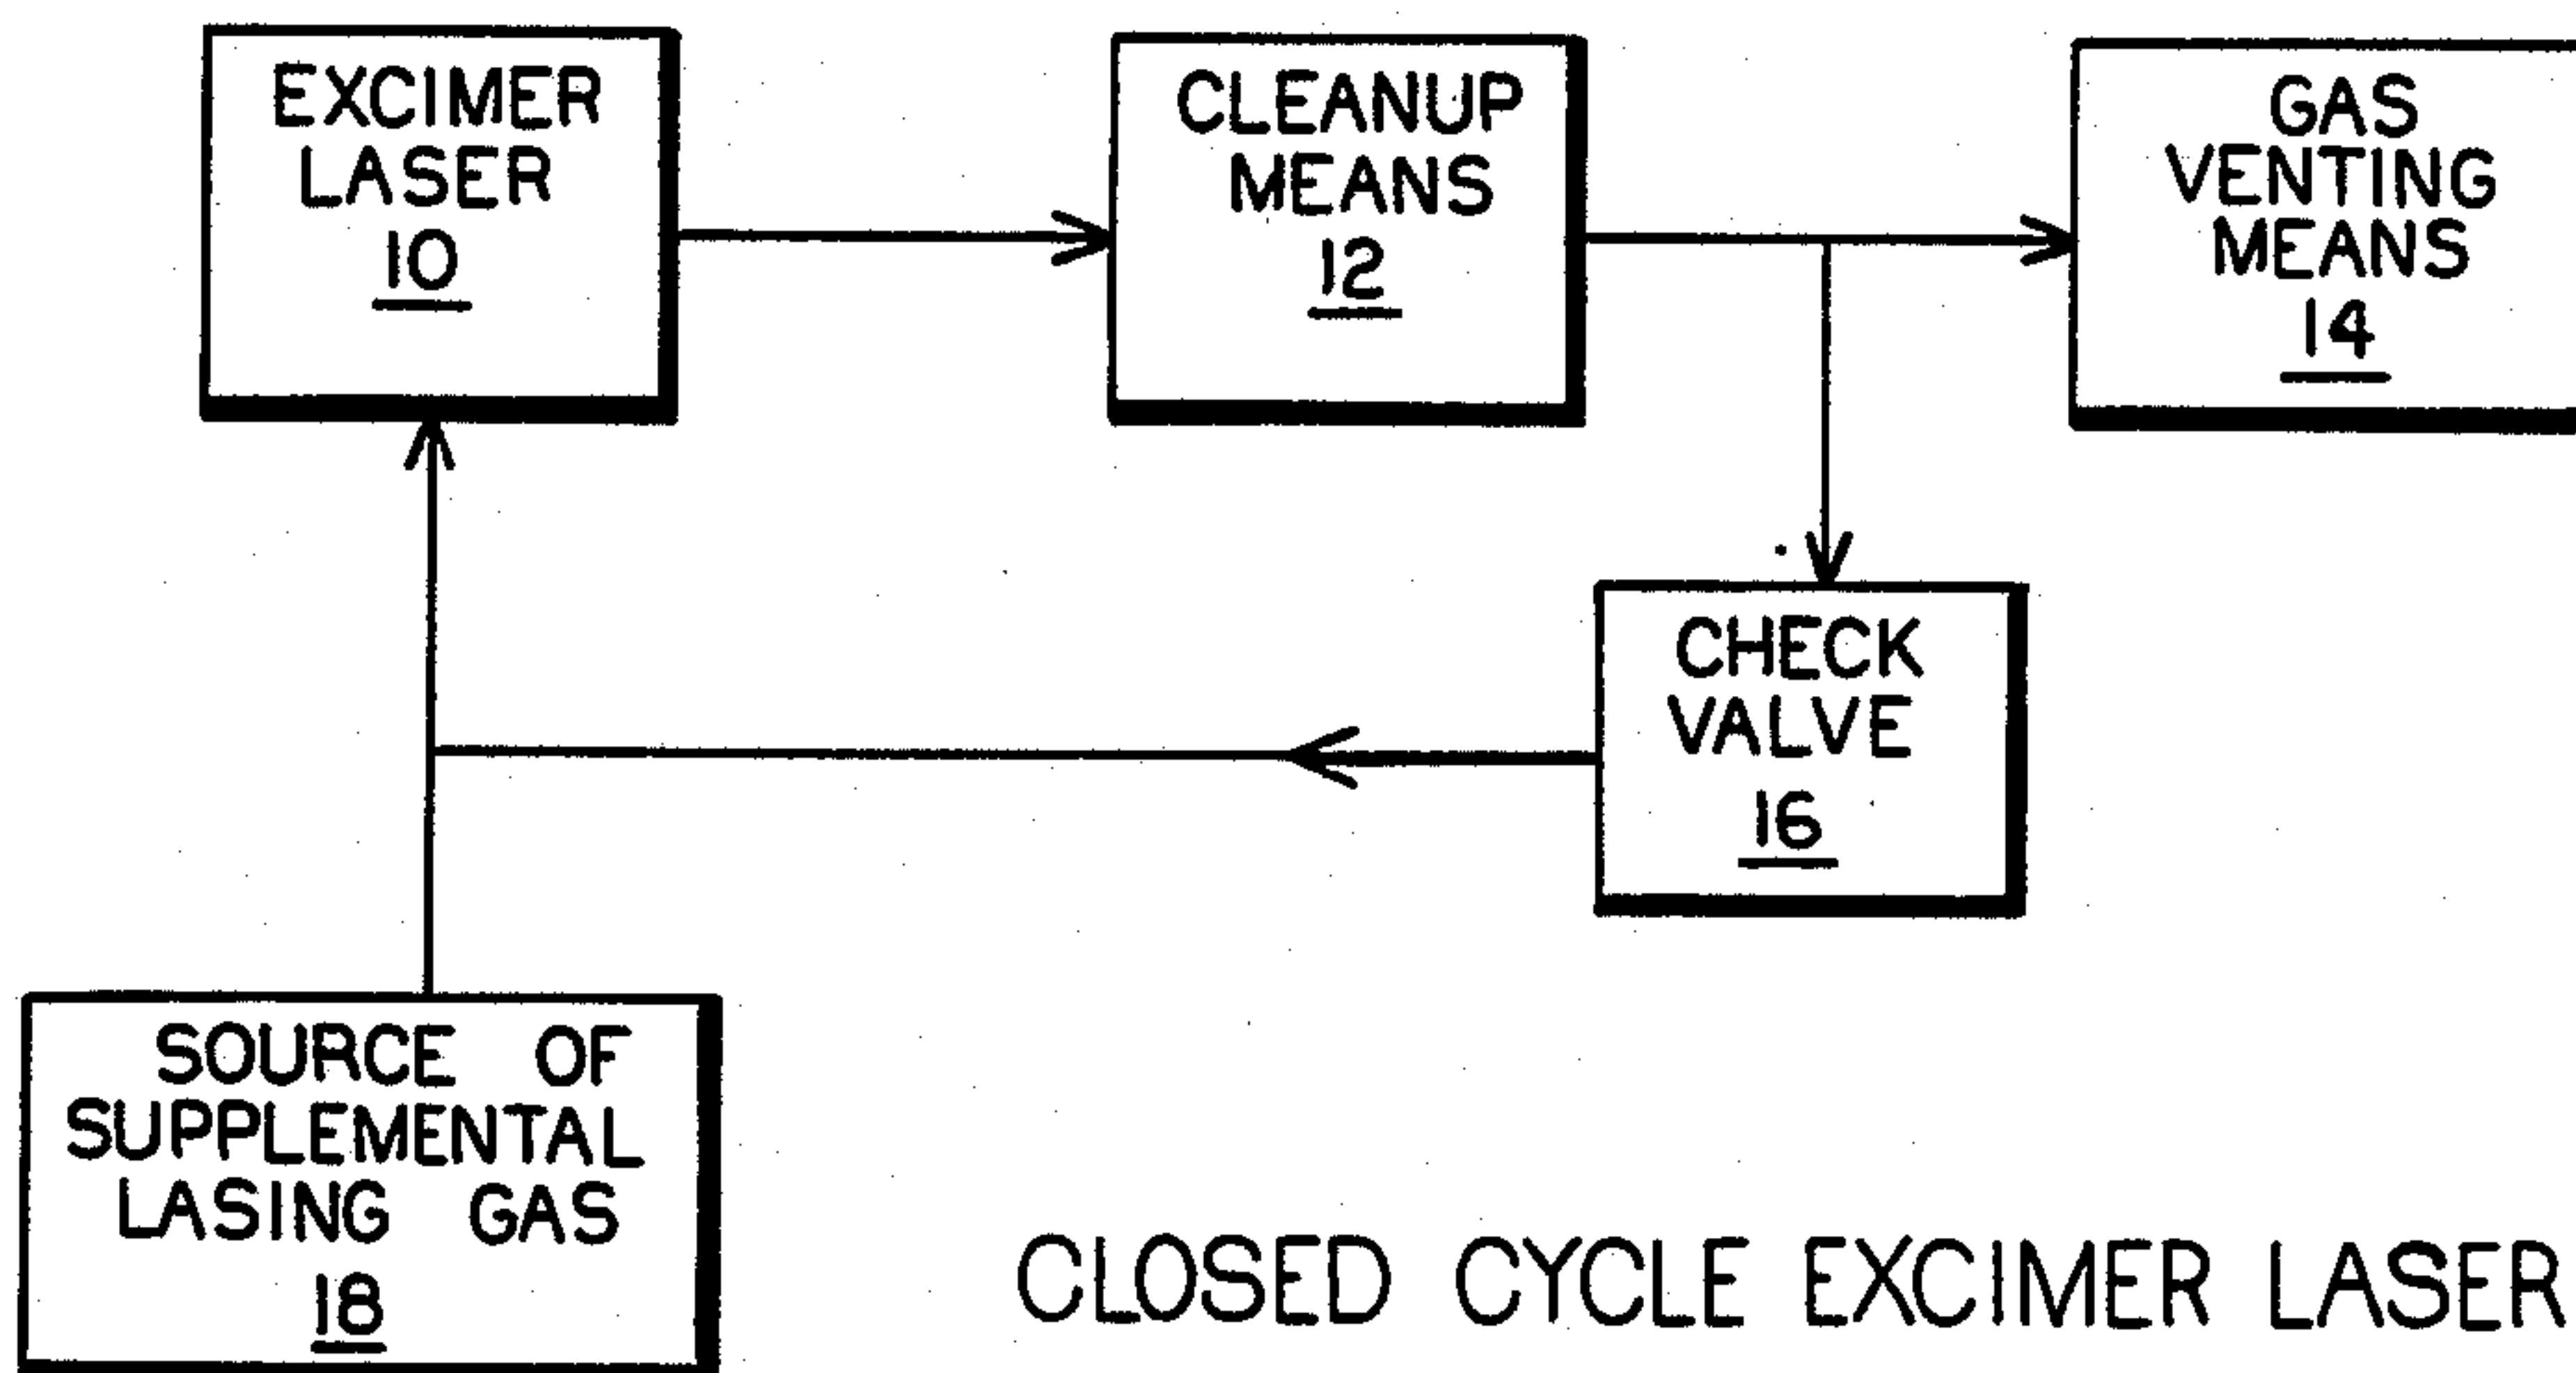 EXCIMER
LASER
10
CLEANUP
MEANS
12
GAS
VENTING
MEANS
14
CHECK
VALVE
16
SOURCE OF
SUPPLEMENTAL
LASING GAS
18
CLOSED CYCLE EXCIMER LASER